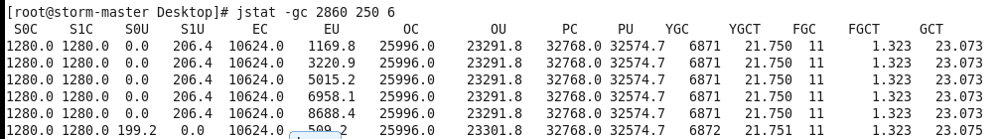 [root@storm-master Desktop]# jstat -gc 2860 250 6
S0C S1C S0U S1U EC EU OC OU PC PU YGC YGCT FGC FGCT GCT
1280.0 1280.0 0.0 206.4 10624.0 1169.8 25996.0 23291.8 32768.0 32574.7 6871 21.750 11 1.323 23.073
1280.0 1280.0 0.0 206.4 10624.0 3220.9 25996.0 23291.8 32768.0 32574.7 6871 21.750 11 1.323 23.073
1280.0 1280.0 0.0 206.4 10624.0 5015.2 25996.0 23291.8 32768.0 32574.7 6871 21.750 11 1.323 23.073
1280.0 1280.0 0.0 206.4 10624.0 6958.1 25996.0 23291.8 32768.0 32574.7 6871 21.750 11 1.323 23.073
1280.0 1280.0 0.0 206.4 10624.0 8688.4 25996.0 23291.8 32768.0 32574.7 6871 21.750 11 1.323 23.073
1280.0 1280.0 199.2 0.0 10624.0 509.2 25996.0 23301.8 32768.0 32574.7 6872 21.751 11 1.323 23.075